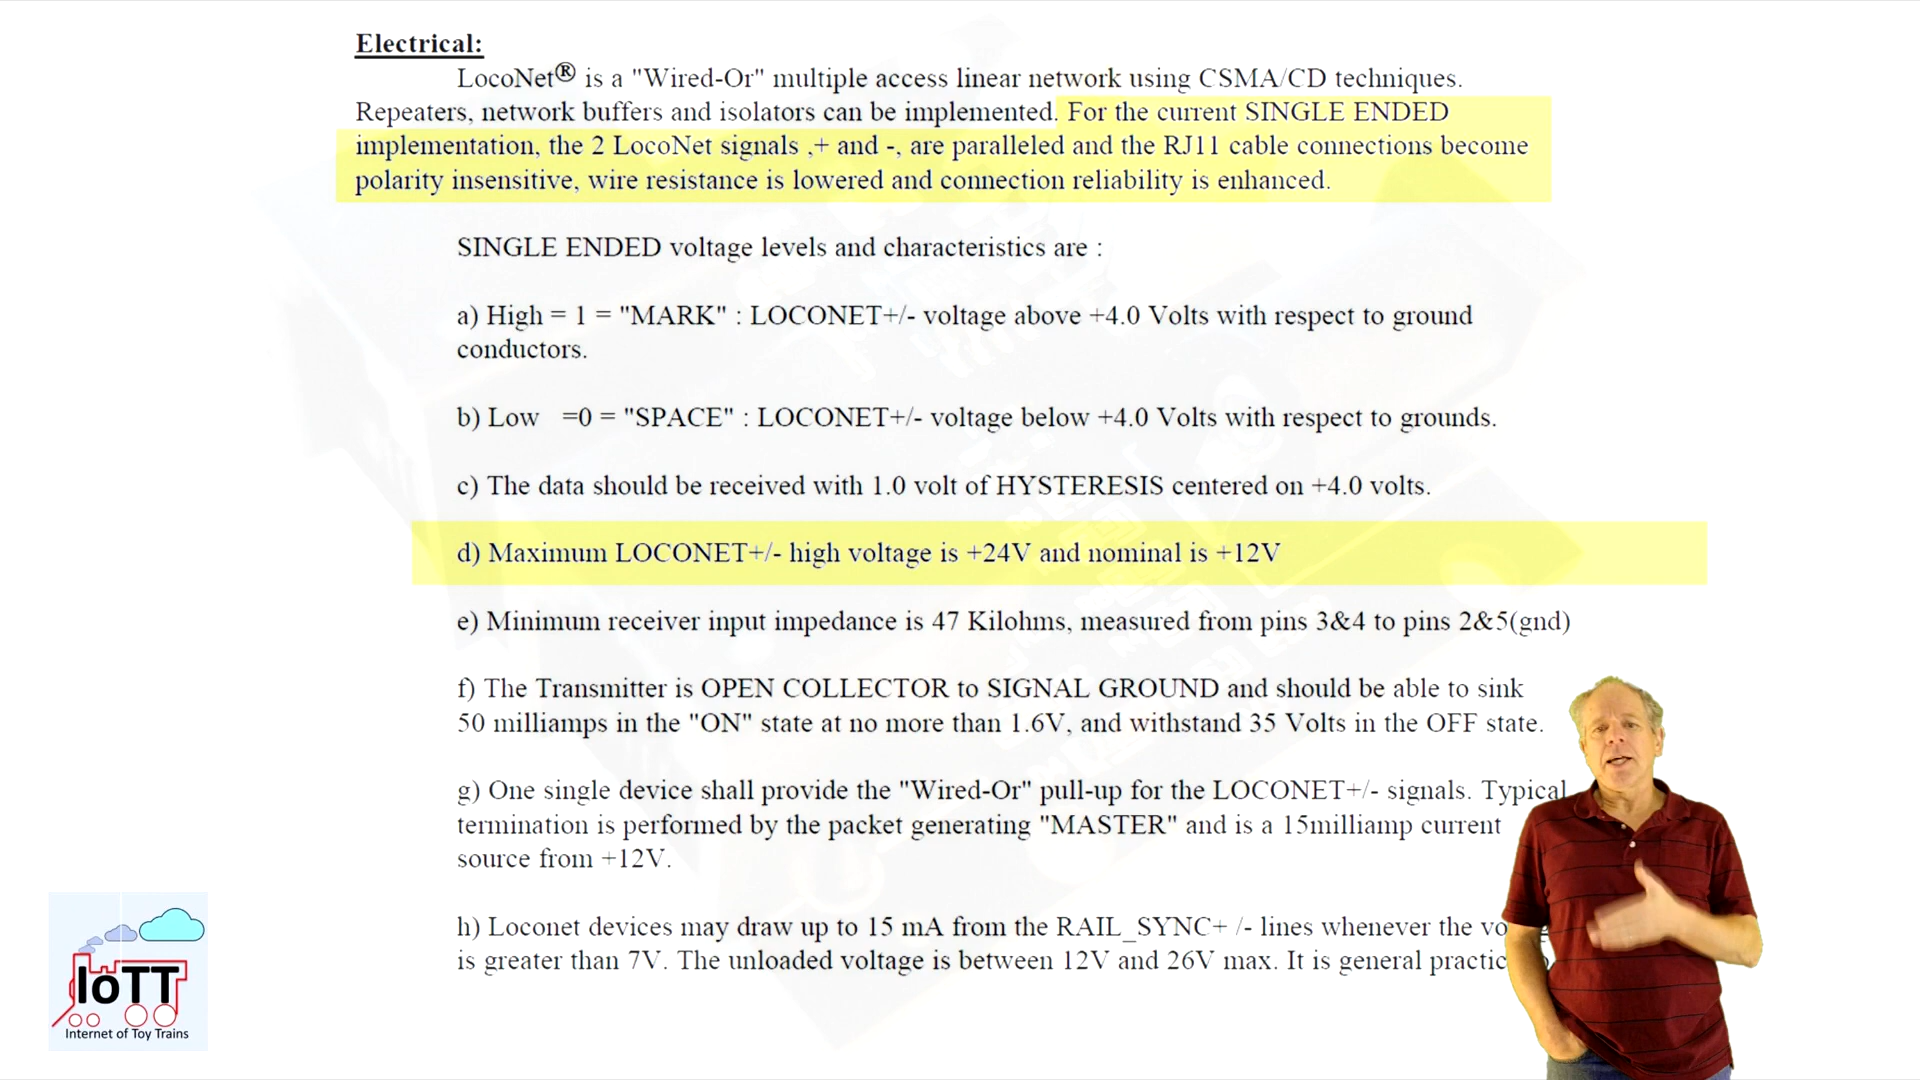 Electrical:
LocoNet® is a "Wired-Or" multiple access linear network using CSMA/CD techniques.
Repeaters, network buffers and isolators can be implemented. For the current SINGLE ENDED
implementation, the 2 LocoNet signals ,+ and -, are paralleled and the RJ11 cable connections become
polarity insensitive, wire resistance is lowered and connection reliability is enhanced.
SINGLE ENDED voltage levels and characteristics are :
a) High = 1 = "MARK" : LOCONET+/- voltage above +4.0 Volts with respect to ground
conductors.
b) Low =0 = "SPACE" : LOCONET+/- voltage below +4.0 Volts with respect to grounds.
c) The data should be received with 1.0 volt of HYSTERESIS centered on +4.0 volts.
d) Maximum LOCONET+/- high voltage is +24V and nominal is +12V
e) Minimum receiver input impedance is 47 Kilohms, measured from pins 3&4 to pins 2&5(gnd)
f) The Transmitter is OPEN COLLECTOR to SIGNAL GROUND and should be able to sink
50 milliamps in the "ON" state at no more than 1.6V, and withstand 35 Volts in the OFF state.
g) One single device shall provide the "Wired-Or" pull-up for the LOCONET+/- signals. Typical
termination is performed by the packet generating "MASTER" and is a 15milliamp current
source from +12V.
h) Loconet devices may draw up to 15 mA from the RAIL_SYNC+ /- lines whenever the
is greater than 7V. The unloaded voltage is between 12V and 26V max. It is general
IoTT
Internet of Toy Trains